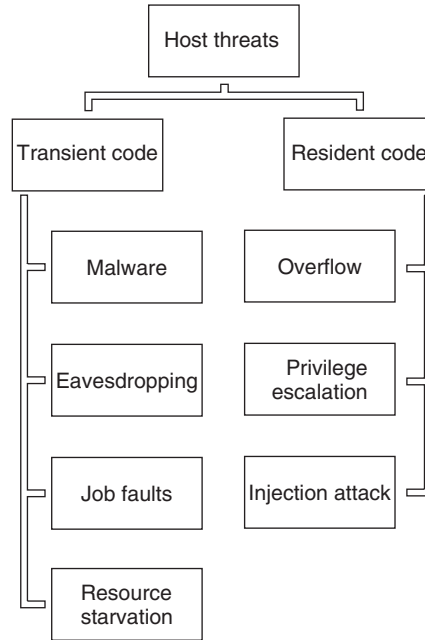 Host threats
Transient code
Resident code
Malware
Overflow
Eavesdropping
Privilege
escalation
Job faults
Injection attack
Resource
starvation